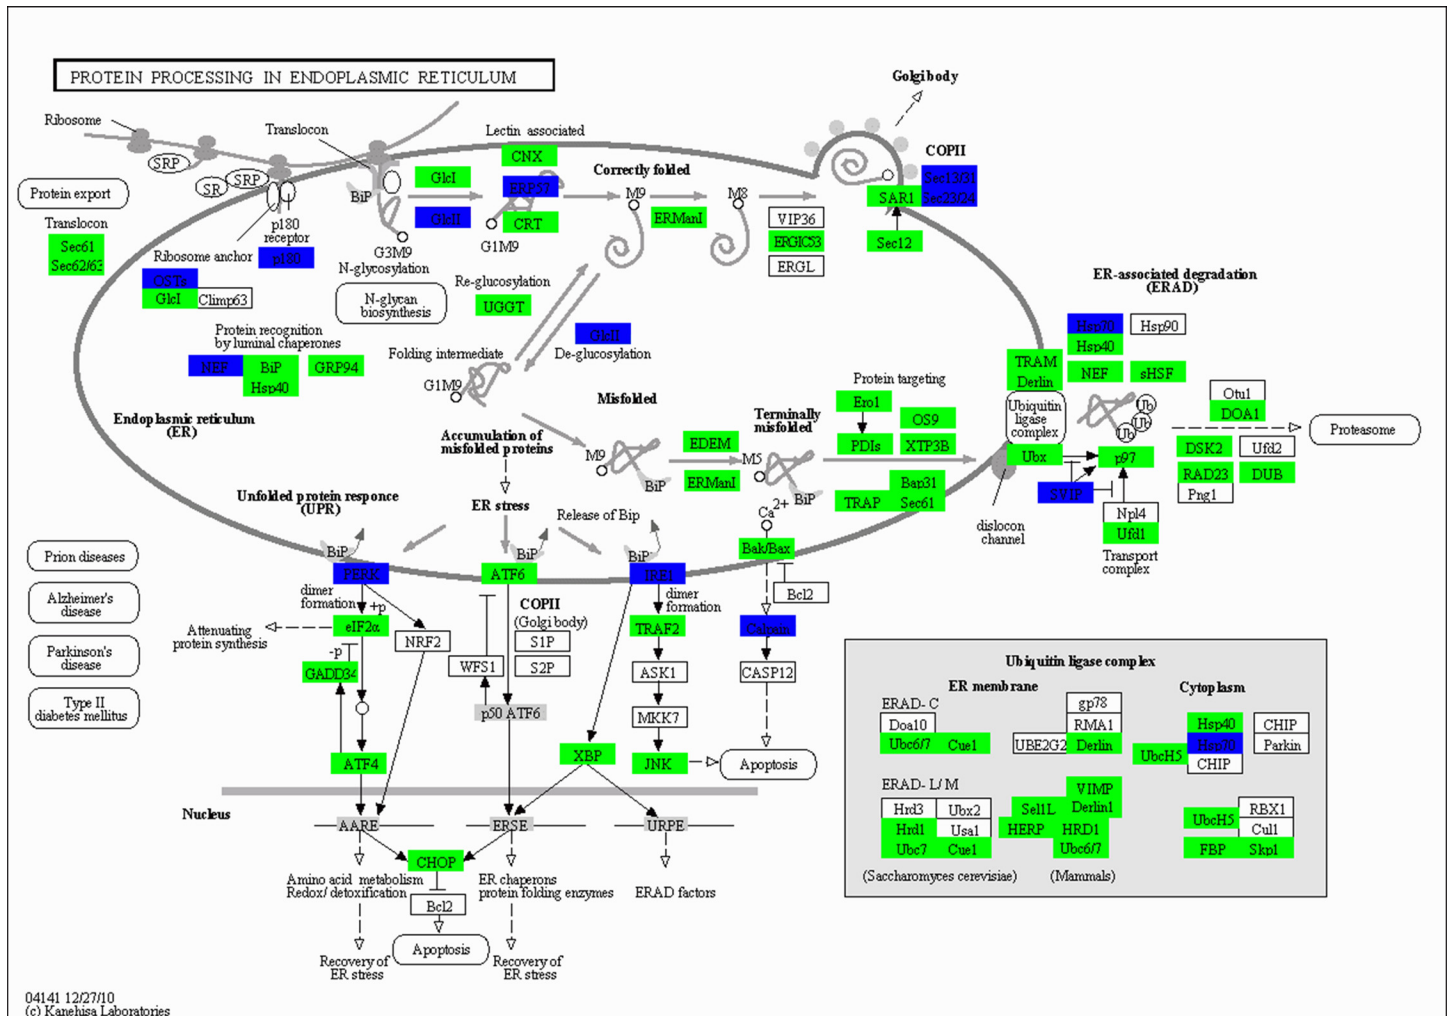 PROTEIN PROCESSING IN ENDOPLASMIC RETICULUM
Golgi body
Ribosome
Translocon
Lectin associated
SRP
CNX
COPII
Correctly folded
Protein export
SR
SRP
GlcI
ERP57
Sec13/31
BiP
M9
M8
SAR1
Sec23/24
Translocon
p180
receptor
GlcII
CRT
ERManI
VIP36
Sec61
Sec62/63
G3M9
G1M9
ERGIC53
Sec12
Ribosome anchor
p180
N-glycosylation
ERGL
OSTs
Re-glucosylation
ER-associated degradation
(ERAD)
GlcI
Climp63
N-glycan
biosynthesis
UGGT
Protein recognition
by luminal chaperones
GlcII
Hsp70
Hsp90
De-glucosylation
Hsp40
NEF
BiP
GRP94
Hsp40
Folding intermediate
TRAM
Derlin
NEF
sHSF
G1M9
Protein targeting
Misfolded
Ero1
Otu1
Endoplasmic reticulum
(ER)
Terminally
misfolded
OS9
Ubiquitin
ligase
complex
Ub
Ub
Ub
DOA1
Proteasome
Accumulation of
misfolded proteins
EDEM
PDIs
XTP3B
DSK2
Ufd2
M9
M5
Ubx
p97
RAD23
DUB
BiP
ERManI
BiP
Bap31
Png1
Unfolded protein responce
(UPR)
TRAP
Sec61
SVIP
ER stress
Release of Bip
Ca2+
dislocon
channel
Npl4
Ufd1
Transport
complex
Prion diseases
BiP
BiP
BiP
Bak/Bax
PERK
ATF6
IRE1
Alzheimer's
disease
dimer
formation
+p
COPII
(Golgi body)
dimer
formation
Bcl2
Attenuating
protein synthesis
eIF2α
NRF2
S1P
TRAF2
Calpain
Parkinson's
disease
-p
GADD34
WFS1
S2P
ASK1
CASP12
Type II
diabetes mellitus
p50 ATF6
MKK7
ATF4
XBP
JNK
Apoptosis
Nucleus
AARE
ERSE
URPE
CHOP
Amino acid metabolism
Redox/detoxification
ER chaperons
protein folding enzymes
ERAD factors
Bcl2
Apoptosis
Recovery of
ER stress
Recovery of
ER stress
Ubiquitin ligase complex
ER membrane
Cytoplasm
ERAD-C
gp78
Doa10
RMA1
Hsp40
CHIP
Ubc6/7
Cue1
UBE2G2
Derlin
UbcH5
Hsp70
Parkin
CHIP
ERAD-L/M
VIMP
Hrd3
Ubx2
Sel1L
Derlin1
RBX1
Hrd1
Usa1
HERP
HRD1
UbcH5
Cul1
Ubc7
Cue1
Ubc6/7
FBP
Skp1
(Saccharomyces cerevisiae)
(Mammals)
04141 12/27/10
(c) Kanehisa Laboratories